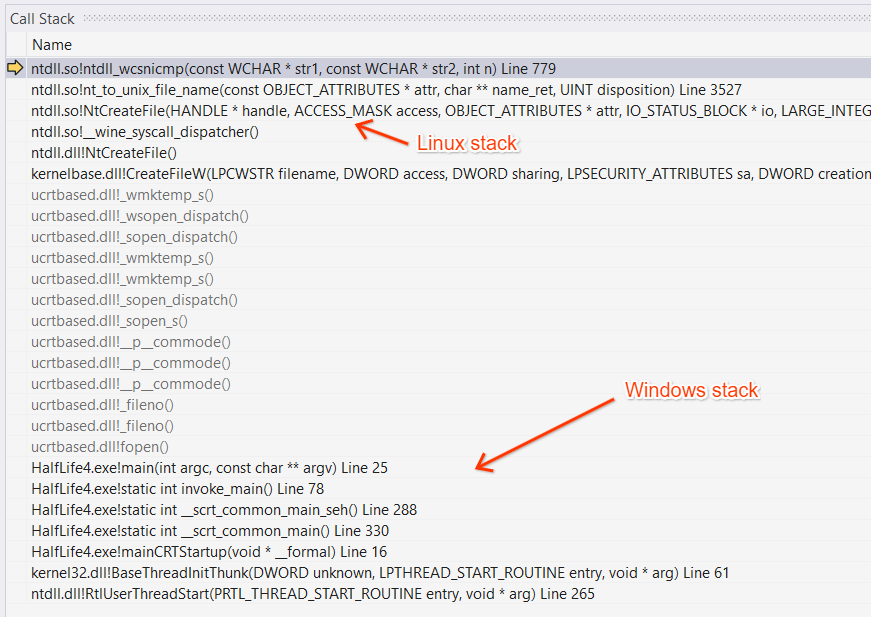 Call Stack
Name
ntdll.so!ntdll_wcsnicmp(const WCHAR * str1, const WCHAR * str2, int n) Line 779
ntdll.so!nt_to_unix_file_name(const OBJECT_ATTRIBUTES * attr, char ** name_ret, UINT disposition) Line 3527
ntdll.so!NtCreateFile(HANDLE * handle, ACCESS_MASK access, OBJECT_ATTRIBUTES * attr, IO_STATUS_BLOCK * io, LARGE_INTEG
ntdll.so!__wine_syscall_dispatcher()
Linux stack
ntdll.dll!NtCreateFile()
kernelbase.dll!CreateFileW(LPCWSTR filename, DWORD access, DWORD sharing, LPSECURITY_ATTRIBUTES sa, DWORD creation
ucrtbased.dll!_wmktemp_s()
ucrtbased.dll!_wsopen_dispatch()
ucrtbased.dll!_sopen_dispatch()
ucrtbased.dll!_wmktemp_s()
ucrtbased.dll!_wmktemp_s()
ucrtbased.dll!_sopen_dispatch()
ucrtbased.dll!_sopen_s()
ucrtbased.dll!__p__commode()
ucrtbased.dll!__p__commode()
ucrtbased.dll!__p__commode()
Windows stack
ucrtbased.dll!_fileno()
ucrtbased.dll!_fileno()
ucrtbased.dll!fopen()
HalfLife4.exe!main(int argc, const char ** argv) Line 25
HalfLife4.exe!static int invoke_main() Line 78
HalfLife4.exe!static int __scrt_common_main_seh() Line 288
HalfLife4.exe!static int __scrt_common_main() Line 330
HalfLife4.exe!mainCRTStartup(void * __formal) Line 16
kernel32.dll!BaseThreadInitThunk(DWORD unknown, LPTHREAD_START_ROUTINE entry, void * arg) Line 61
ntdll.dll!RtlUserThreadStart(PRTL_THREAD_START_ROUTINE entry, void * arg) Line 265